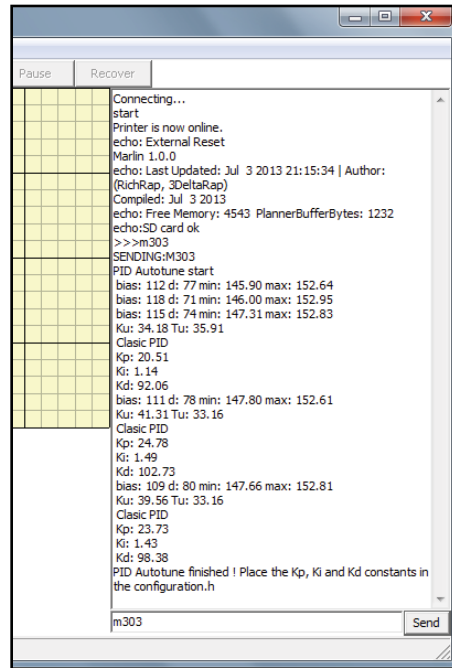 Pause
Recover
Connecting...
start
Printer is now online.
echo: External Reset
Marlin 1.0.0
echo: Last Updated: Jul  3 2013 21:15:34 | Author:
(RichRap, 3DeltaRap)
Compiled: Jul  3 2013
echo: Free Memory: 4543  PlannerBufferBytes: 1232
echo:SD card ok
>>>m303
SENDING:M303
PID Autotune start
bias: 112 d: 77 min: 145.90 max: 152.64
bias: 118 d: 71 min: 146.00 max: 152.95
bias: 115 d: 74 min: 147.31 max: 152.83
Ku: 34.18 Tu: 35.91
Clasic PID
Kp: 20.51
Ki: 1.14
Kd: 92.06
bias: 111 d: 78 min: 147.80 max: 152.61
Ku: 41.31 Tu: 33.16
Clasic PID
Kp: 24.78
Ki: 1.49
Kd: 102.73
bias: 109 d: 80 min: 147.66 max: 152.81
Ku: 39.56 Tu: 33.16
Clasic PID
Kp: 23.73
Ki: 1.43
Kd: 98.38
PID Autotune finished ! Place the Kp, Ki and Kd constants in
the configuration.h
m303
Send